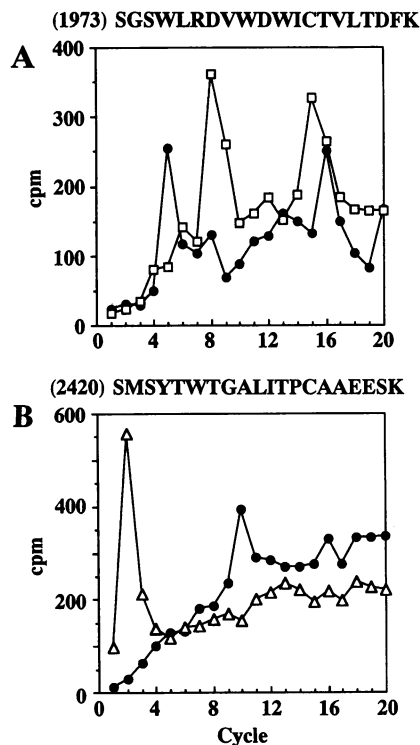 (1973) SGSWLRDVWDWICTVLTDFK
A
400
300
200
100
0
cpm
0 4 8 12 16 20
Cycle
(2420) SMSYTWTGALITPCAAEESK
B
600
400
200
0
cpm
0 4 8 12 16 20
Cycle